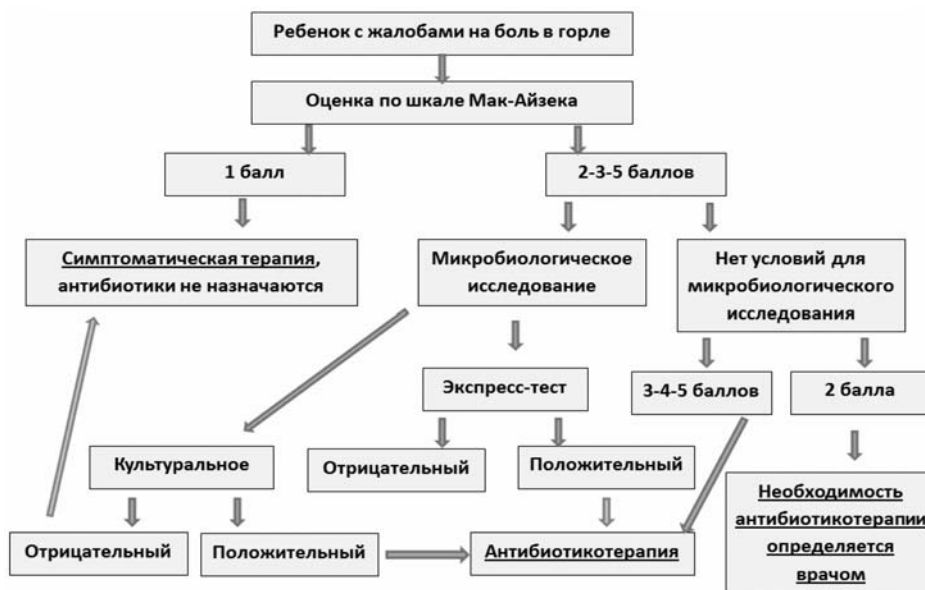 Ребенок с жалобами на боль в горле
Оценка по шкале Мак-Айзека
1 балл
2-3-5 баллов
Симптоматическая терапия,
антибиотики не назначаются
Микробиологическое
исследование
Нет условий для
микробиологического
исследования
Экспресс-тест
3-4-5 баллов
2 балла
Культуральное
Отрицательный
Положительный
Необходимость
антибиотикотерапии
определяется
врачом
Отрицательный
Положительный
Антибиотикотерапия